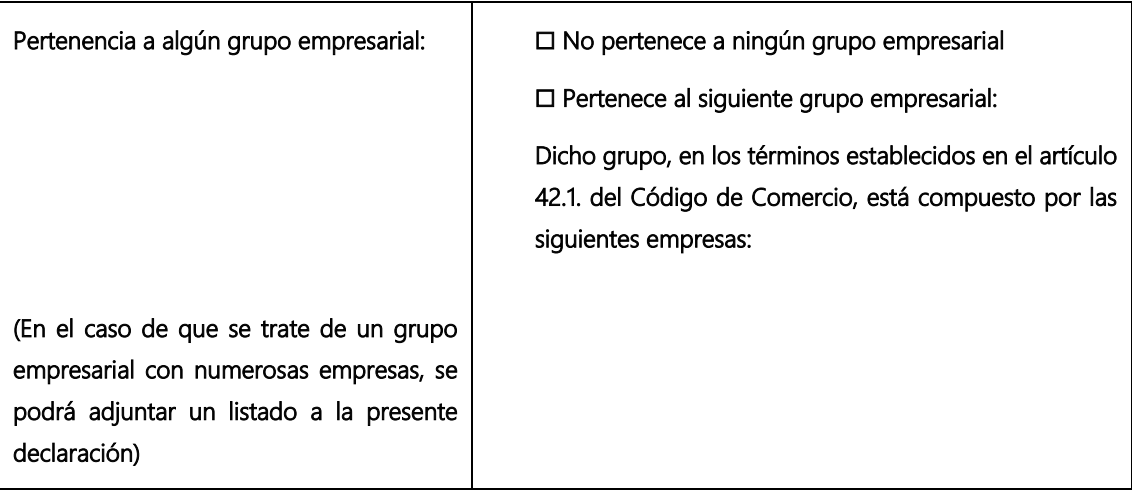 Pertenencia a algún grupo empresarial:
(En el caso de que se trate de un grupo
empresarial con numerosas empresas, se
podrá adjuntar un listado a la presente
declaración)
☐ No pertenece a ningún grupo empresarial
☐ Pertenece al siguiente grupo empresarial:
Dicho grupo, en los términos establecidos en el artículo
42.1. del Código de Comercio, está compuesto por las
siguientes empresas: